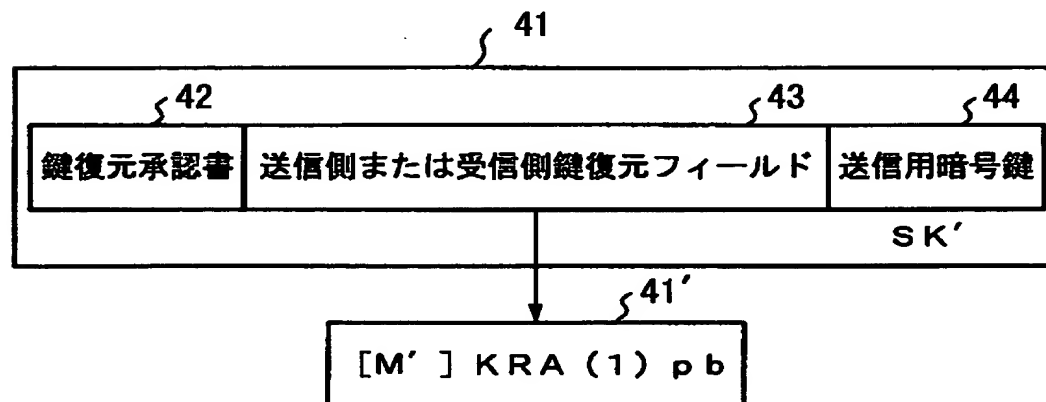 41
42
43
44
鍵復元承認書
送信側または受信側鍵復元フィールド
送信用暗号鍵
SK′
41′
[M′] KRA (1) pb